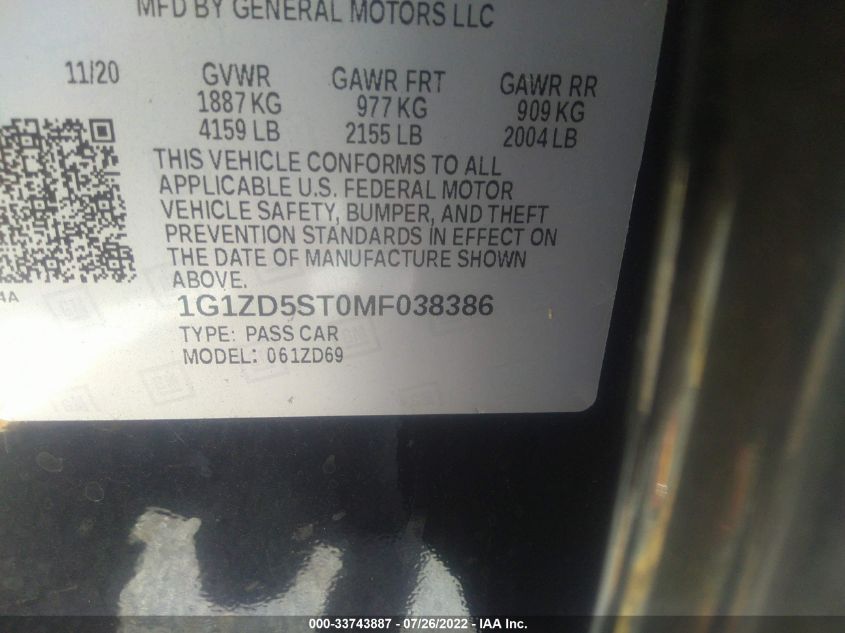 MFD BY GENERAL MOTORS LLC
11/20 GVWR GAWR FRT GAWR RR
1887 KG 977 KG 909 KG
4159 LB 2155 LB 2004 LB
THIS VEHICLE CONFORMS TO ALL
APPLICABLE U.S. FEDERAL MOTOR
VEHICLE SAFETY, BUMPER, AND THEFT
PREVENTION STANDARDS IN EFFECT ON
THE DATE OF MANUFACTURE SHOWN
ABOVE.
1G1ZD5ST0MF038386
TYPE: PASS CAR
MODEL: 061ZD69
000-33743887 - 07/26/2022 - IAA Inc.